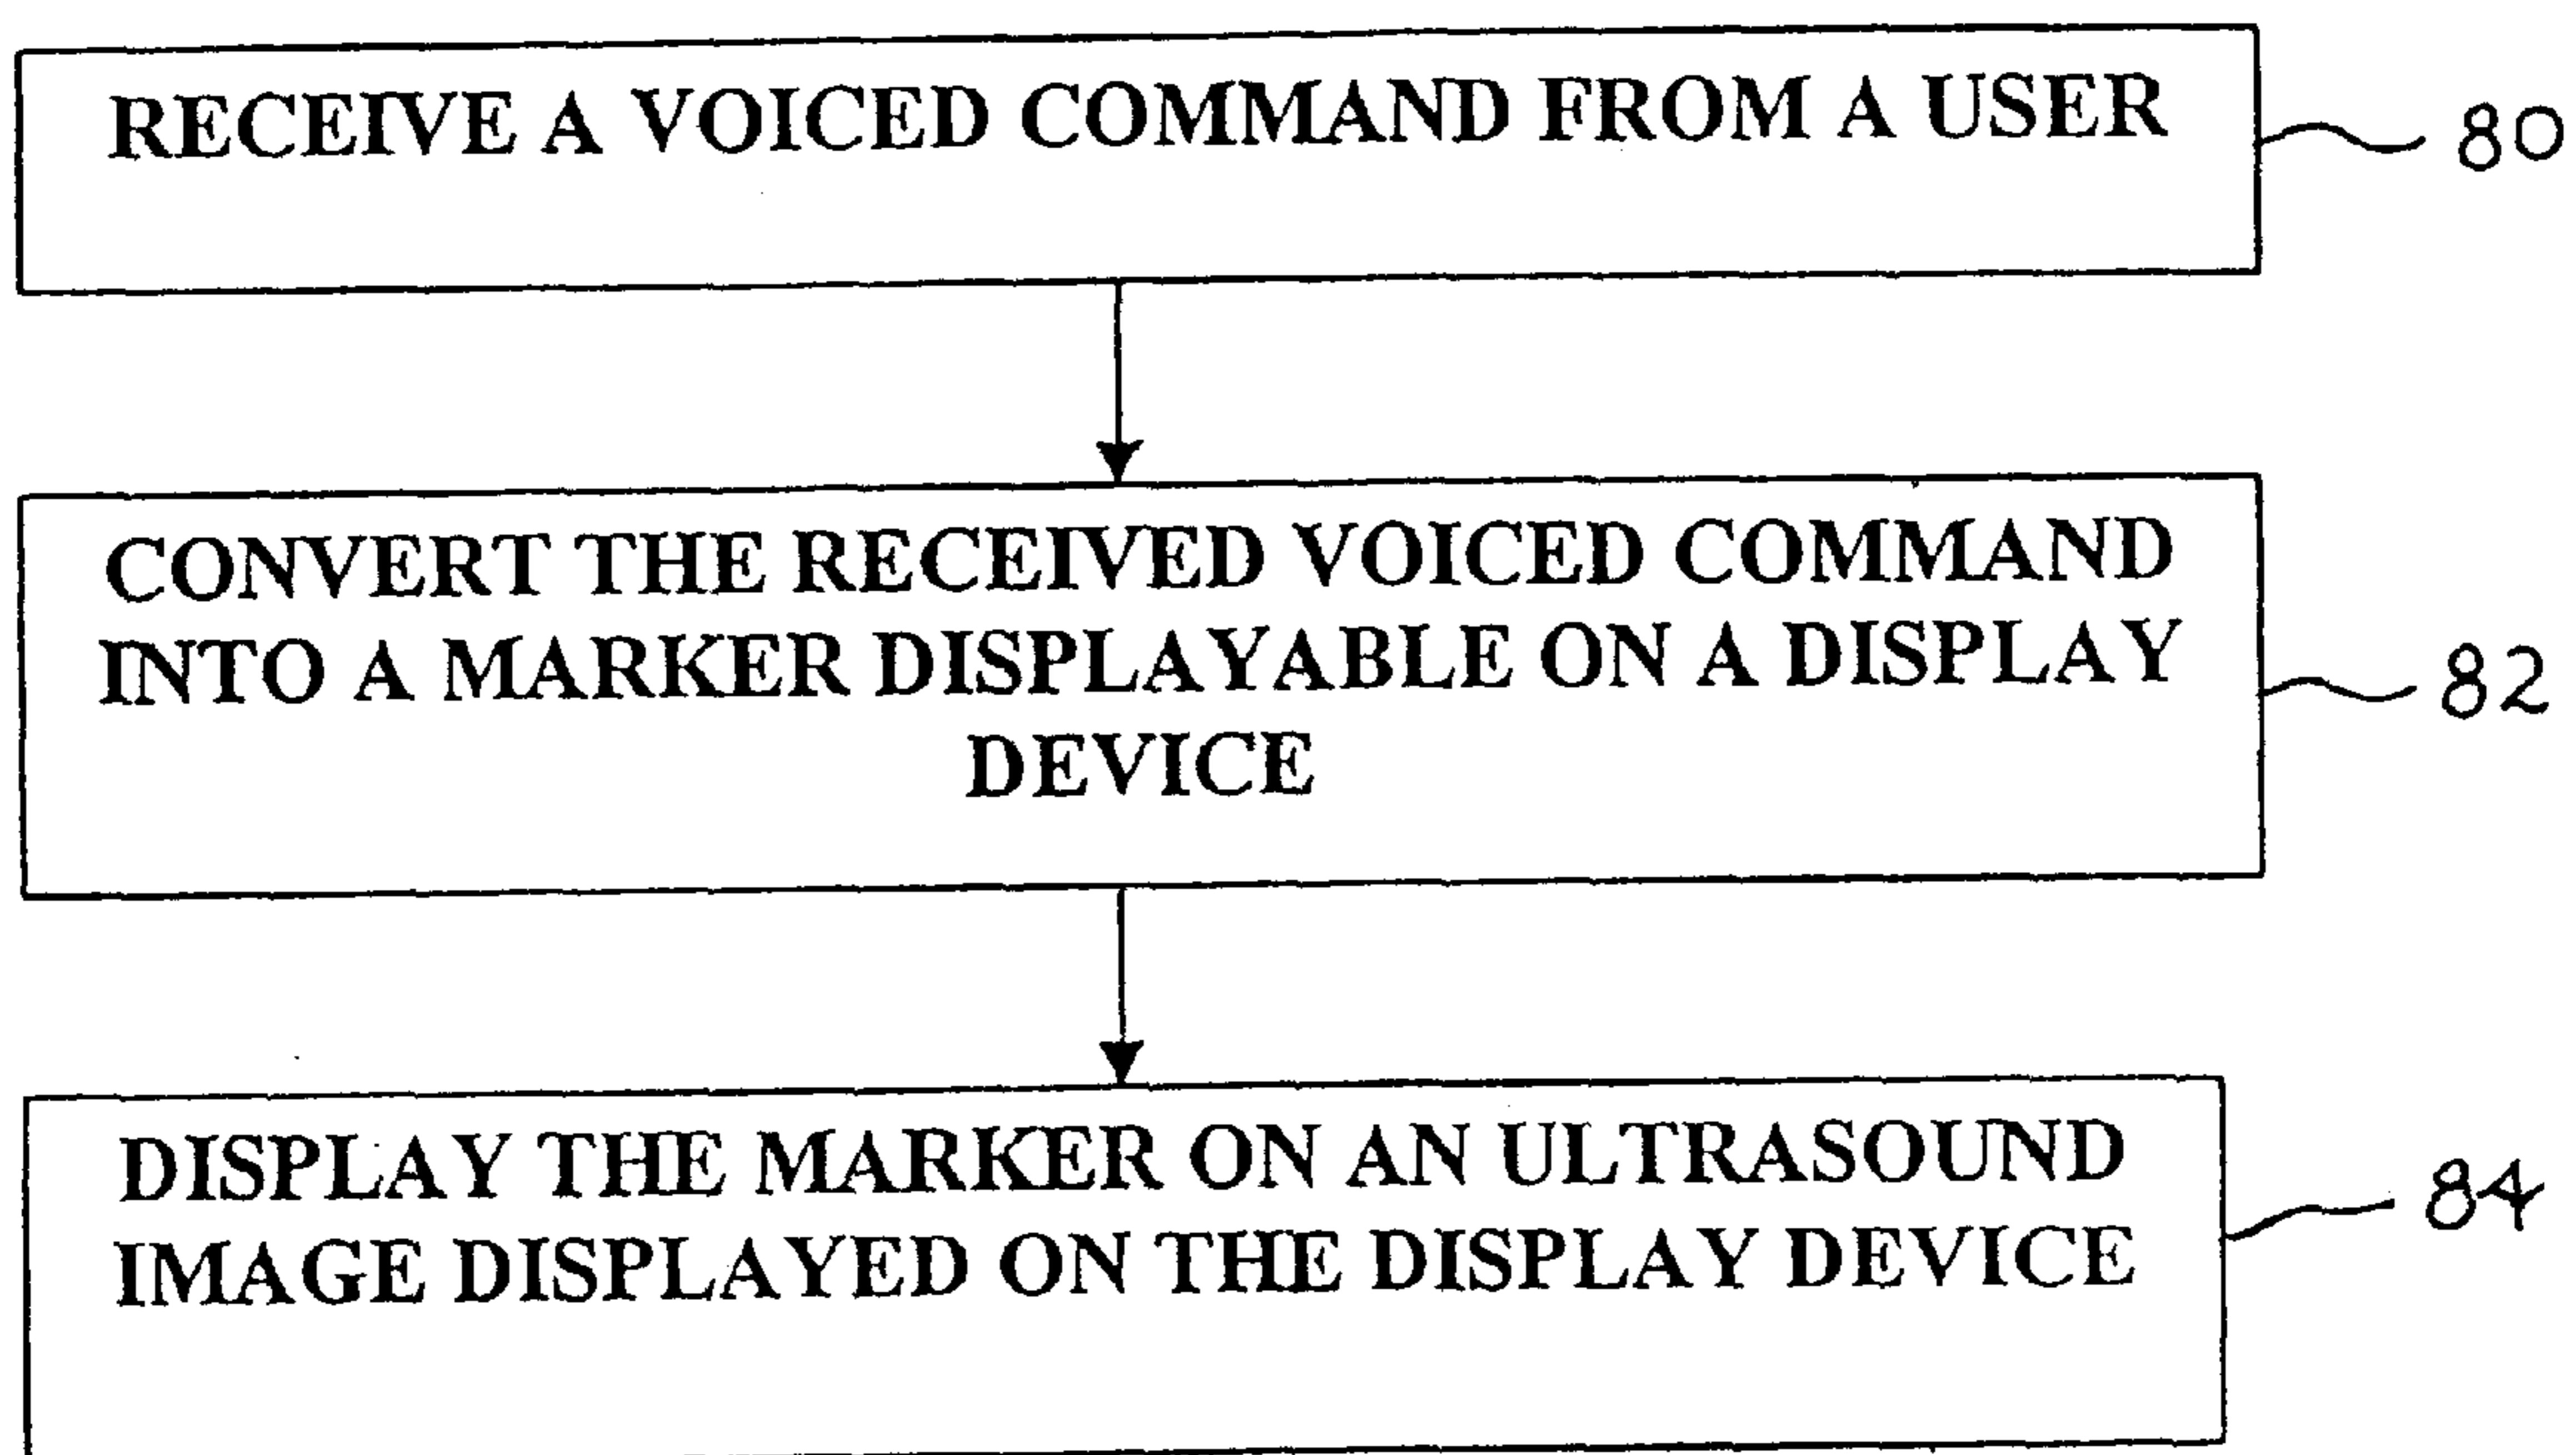 RECEIVE A VOICED COMMAND FROM A USER
80
CONVERT THE RECEIVED VOICED COMMAND
INTO A MARKER DISPLAYABLE ON A DISPLAY
DEVICE
82
DISPLAY THE MARKER ON AN ULTRASOUND
IMAGE DISPLAYED ON THE DISPLAY DEVICE
84